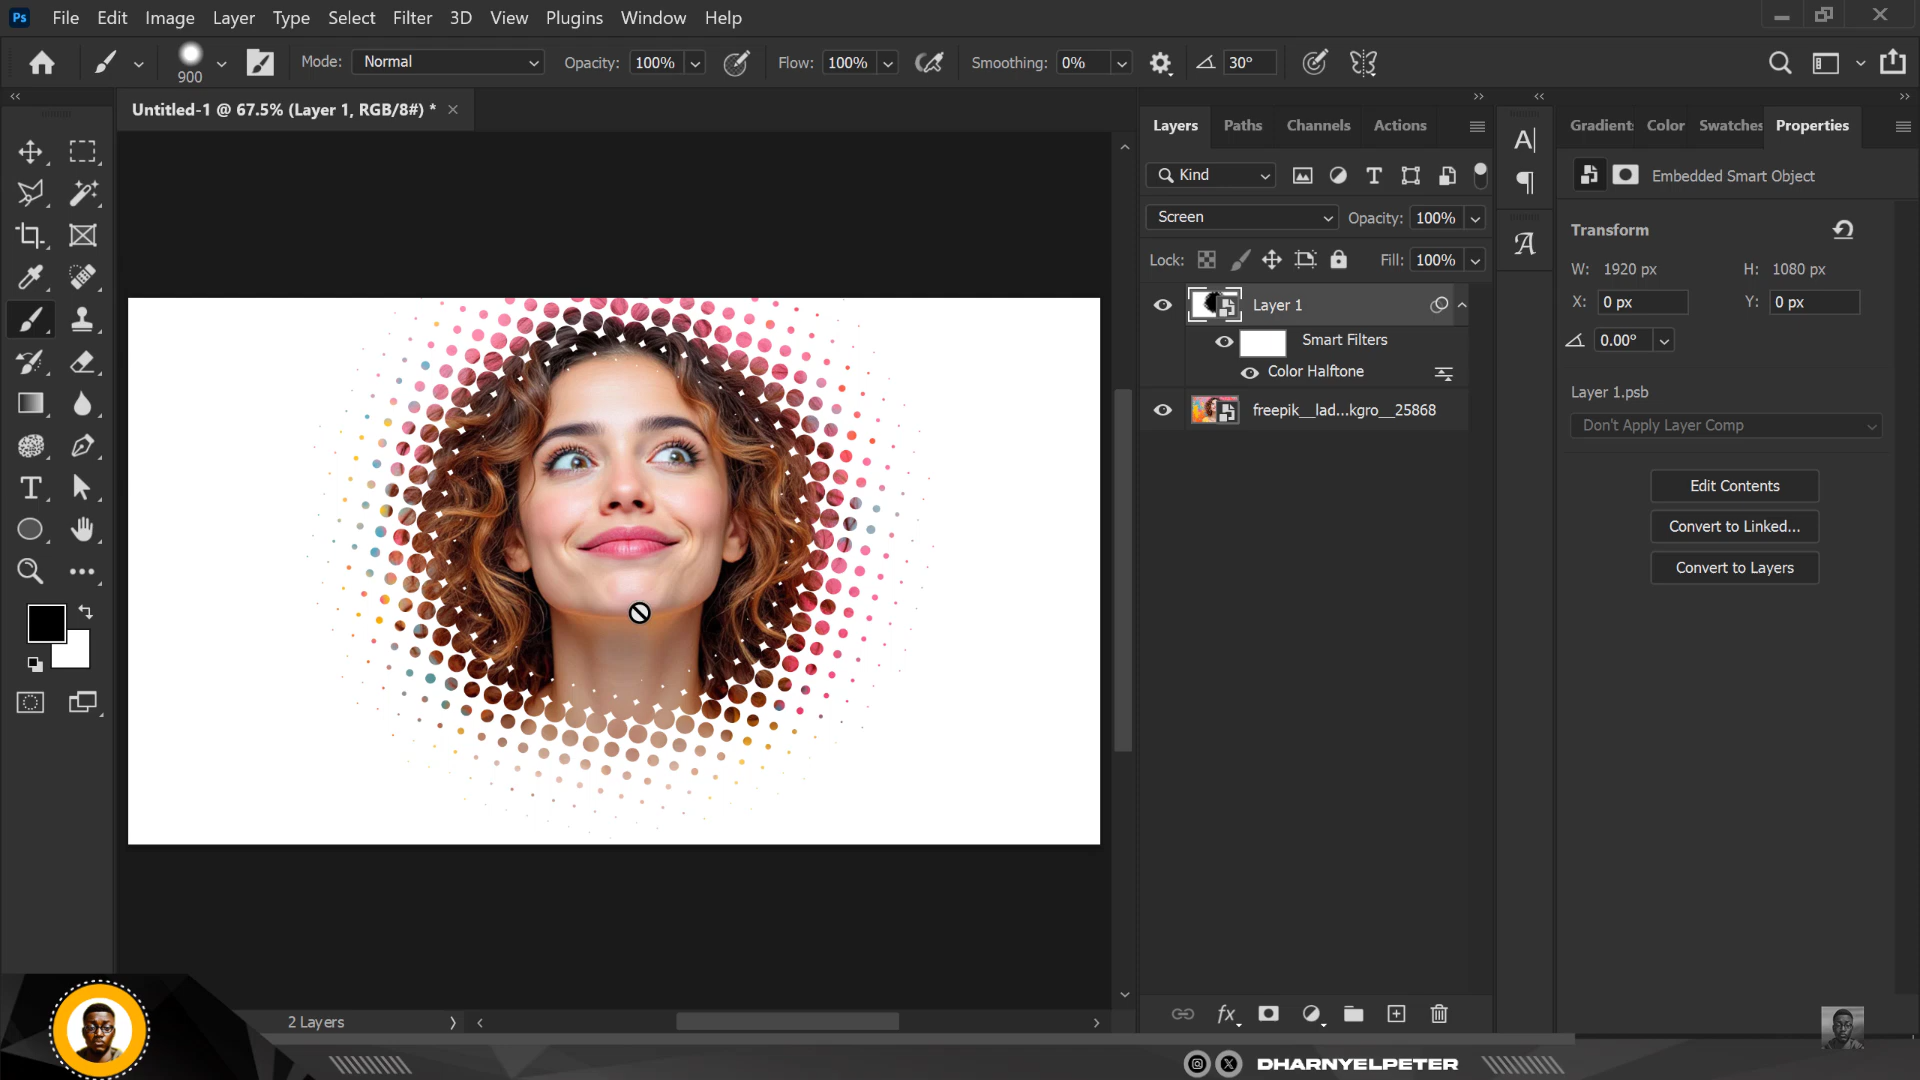 Ps File Edit Image Layer Type Select Filter 3D View Plugins Window Help
900 Mode: Normal Opacity: 100% Flow: 100% Smoothing: 0% 30°
Untitled-1 @ 67.5% (Layer 1, RGB/8#) *
Layers Paths Channels Actions
Gradient Color Swatches Properties
Kind
Embedded Smart Object
Screen Opacity: 100%
Transform
Lock: Fill: 100%
W: 1920 px H: 1080 px
X: 0 px Y: 0 px
Layer 1
Smart Filters
0.00°
Color Halftone
Layer 1.psb
freepik__lad...kgro__25868
Don't Apply Layer Comp
Edit Contents
Convert to Linked...
Convert to Layers
2 Layers
DHARNYELPETER